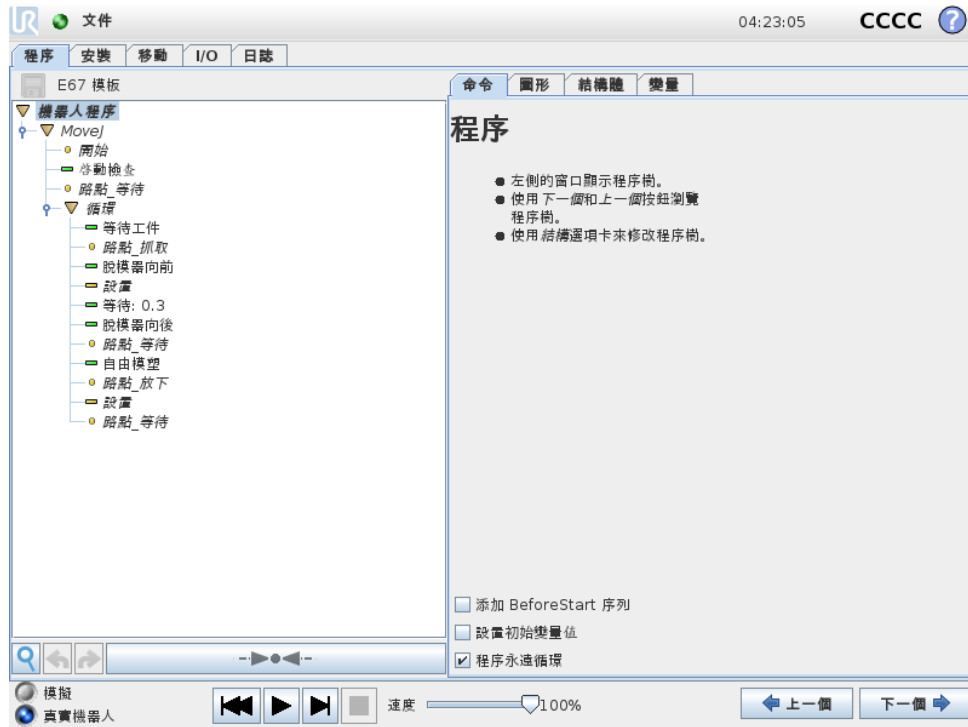 UR 文件 04:23:05 CCCC ?
程序 安裝 移動 I/O 日誌
E67 模板
命令 圖形 結構體 變量
機器人程序
MoveJ
開始
啓動檢查
路點_等待
循環
等待工件
路點_抓取
脫模器向前
設置
等待: 0.3
脫模器向後
路點_等待
自由模塑
路點_放下
設置
路點_等待
程序
左側的窗口顯示程序樹。
使用下一個和上一個按鈕瀏覽
程序樹。
使用結構選項卡來修改程序樹。
添加 BeforeStart 序列
設置初始變量值
程序永遠循環
模擬
真實機器人
速度 100%
上一個 下一個